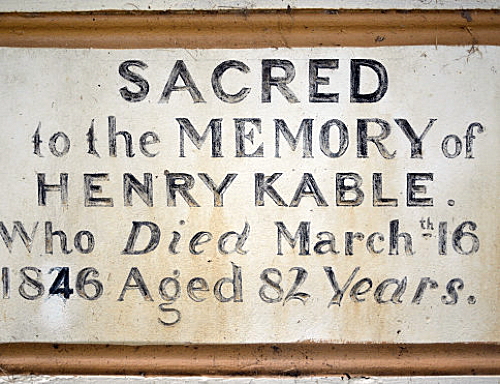 SACRED
to the MEMORY of
HENRY KABLE.
Who Died March th 16
1846 Aged 82 Years.